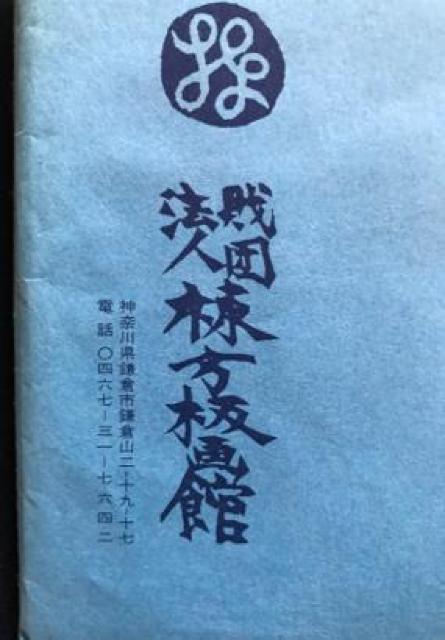 財団
法人
棟方板画館
神奈川県鎌倉市鎌倉山二ー十九ー十七
電話〇四六七ー三一ー七六四二